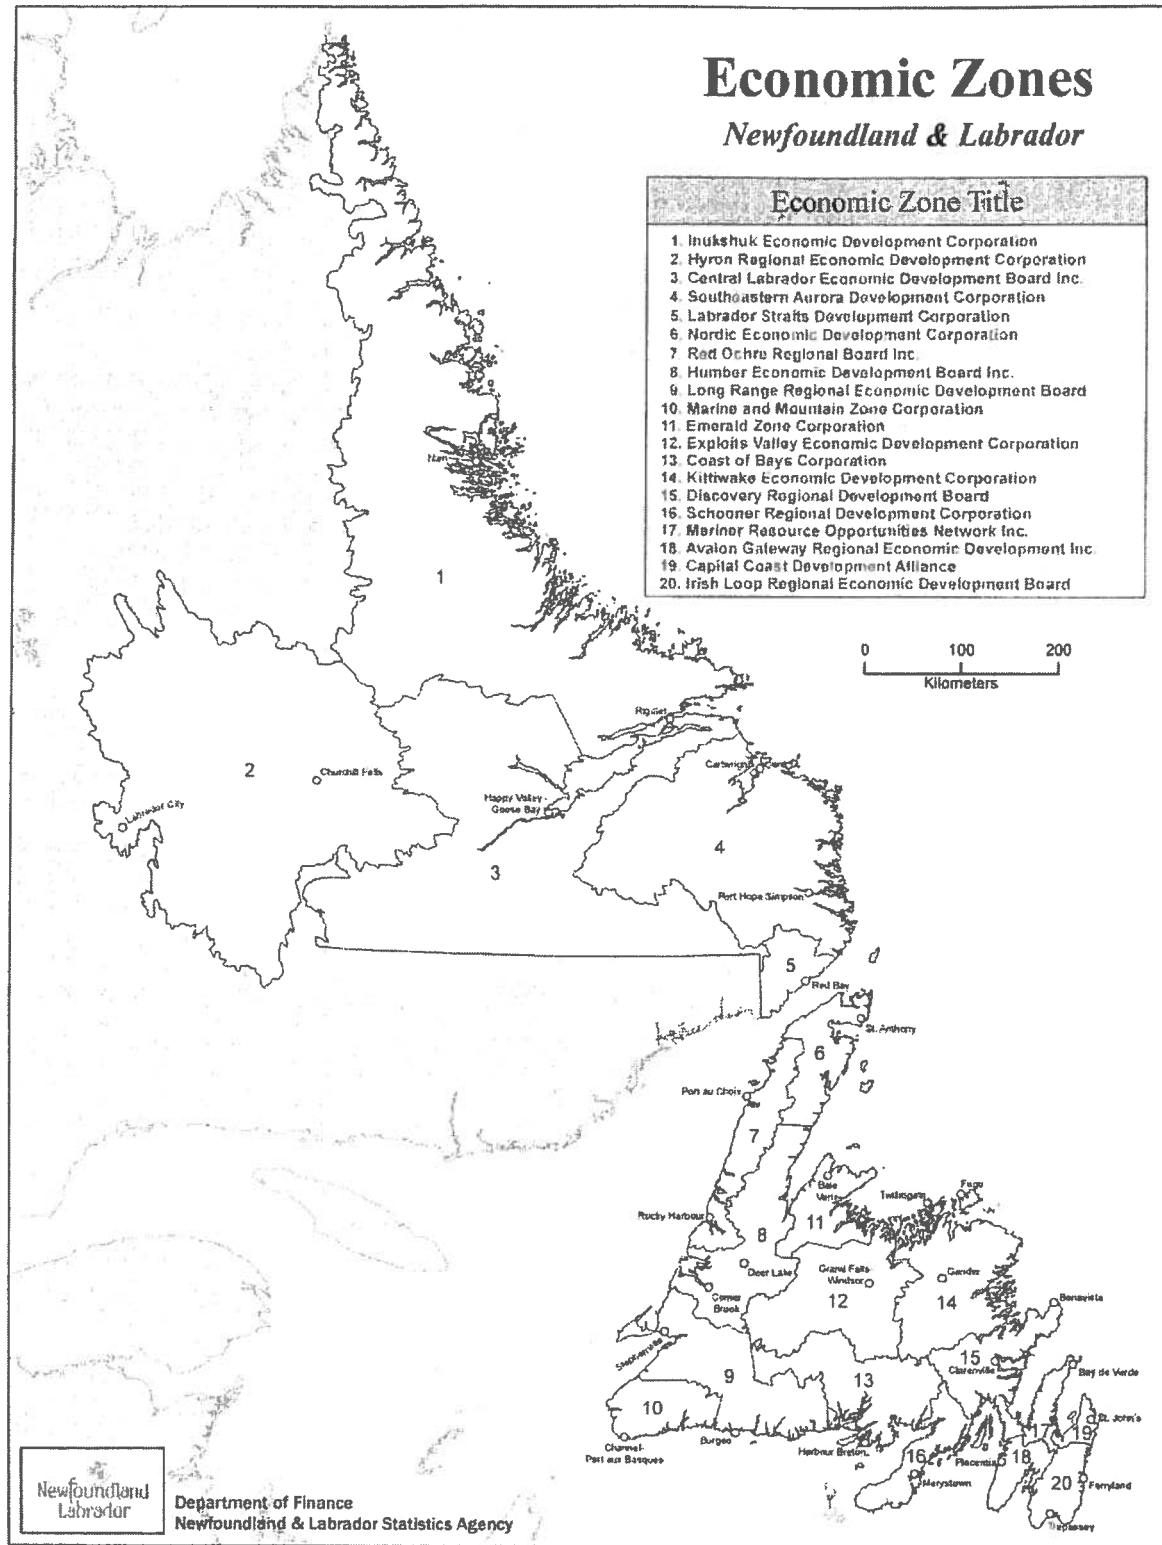 Economic Zones
Newfoundland & Labrador
Economic Zone Title
1. Inukshuk Economic Development Corporation
2. Hyron Regional Economic Development Corporation
3. Central Labrador Economic Development Board Inc.
4. Southeastern Aurora Development Corporation
5. Labrador Straits Development Corporation
6. Nordic Economic Development Corporation
7. Red Ochre Regional Board Inc.
8. Humber Economic Development Board Inc.
9. Long Range Regional Economic Development Board
10. Marine and Mountain Zone Corporation
11. Emerald Zone Corporation
12. Exploits Valley Economic Development Corporation
13. Coast of Bays Corporation
14. Kittiwake Economic Development Corporation
15. Discovery Regional Development Board
16. Schooner Regional Development Corporation
17. Mariner Resource Opportunities Network Inc.
18. Avalon Gateway Regional Economic Development Inc.
19. Capital Coast Development Alliance
20. Irish Loop Regional Economic Development Board
0 100 200
Kilometers
Nain
1
Rigolet
2
Churchill Falls
Cartwright
Labrador City
Happy Valley -
Goose Bay
3
4
Port Hope Simpson
5
Red Bay
St. Anthony
6
Port au Choix
7
Baie
Verte
Twillingate
Fogo
Rocky Harbour
8
11
Deer Lake
Grand Falls-
Windsor
Gander
Corner
Brook
12
14
Bonavista
Stephenville
15
Clarenville
Bay de Verde
9
13
10
St. John's
17
19
Channel-
Port aux Basques
Burgeo
Harbour Breton
16
Placentia
18
Marystown
20
Ferryland
Trepassey
Newfoundland
Labrador
Department of Finance
Newfoundland & Labrador Statistics Agency